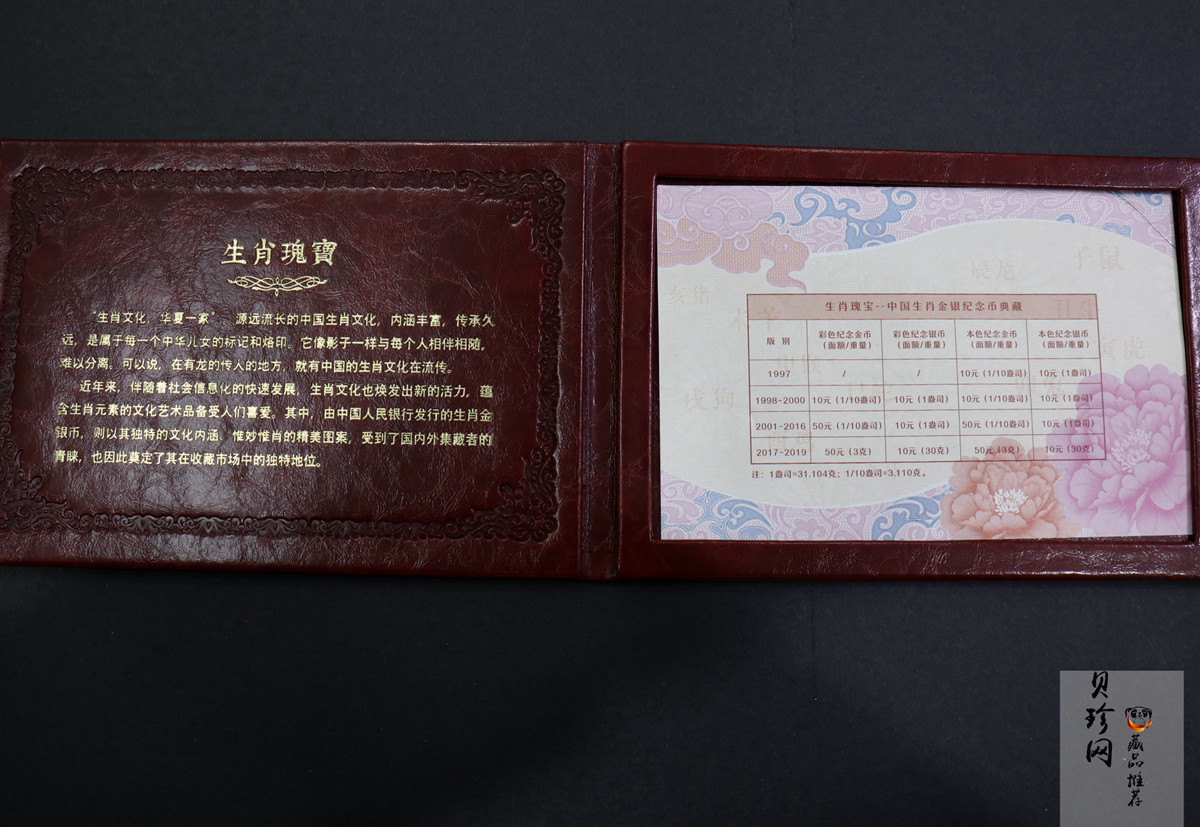 生肖瑰寶
“生肖文化，华夏一家” 源远流长的中国生肖文化，内涵丰富，传承久
远，是属于每一个中华儿女的标记和烙印。它像影子一样与每个人相伴相随，
难以分离。可以说，在有龙的传人的地方，就有中国的生肖文化在流传。
近年来，伴随着社会信息化的快速发展，生肖文化也焕发出新的活力，蕴
含生肖元素的文化艺术品备受人们喜爱。其中，由中国人民银行发行的生肖金
银币，则以其独特的文化内涵、惟妙惟肖的精美图案，受到了国内外集藏者的
青睐，也因此奠定了其在收藏市场中的独特地位。
子鼠
辰龙
亥猪
寅虎
戌狗
生肖瑰宝--中国生肖金银纪念币典藏
版 别 彩色纪念金币 彩色纪念银币 本色纪念金币 本色纪念银币
（面额/重量） （面额/重量） （面额/重量） （面额/重量）
1997 / / 10元（1/10盎司） 10元（1盎司）
1998-2000 10元（1/10盎司） 10元（1盎司） 10元（1/10盎司） 10元（1盎司）
2001-2016 50元（1/10盎司） 10元（1盎司） 50元（1/10盎司） 10元（1盎司）
2017-2019 50元（3克） 10元（30克） 50元（3克） 10元（30克）
注：1盎司=31.104克；1/10盎司=3.110克。
贝珍网
藏品推荐